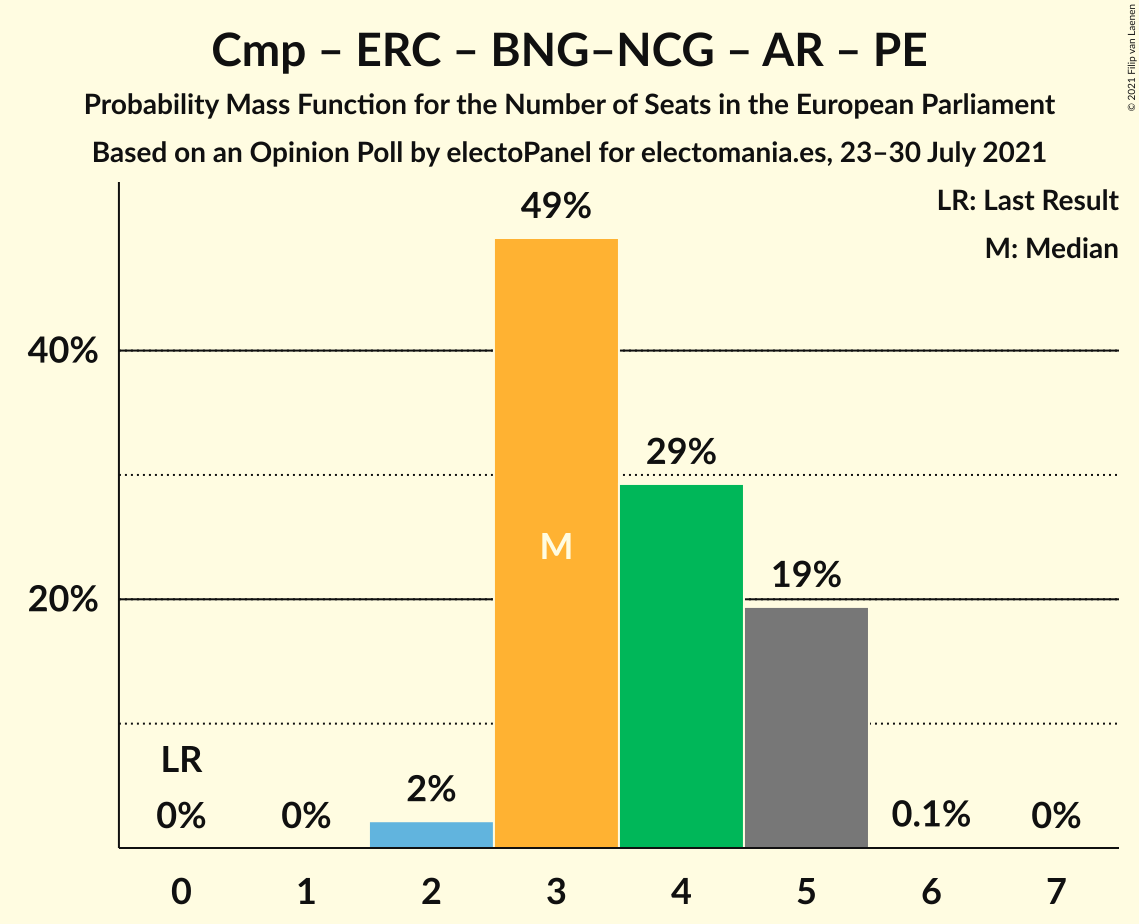 © 2021 Filip van Laenen
Cmp – ERC – BNG–NCG – AR – PE
Probability Mass Function for the Number of Seats in the European Parliament
Based on an Opinion Poll by electoPanel for electomania.es, 23–30 July 2021
LR: Last Result
M: Median
49%
40%
29%
M
19%
20%
LR
0%
0%
2%
0.1%
0%
0 1 2 3 4 5 6 7